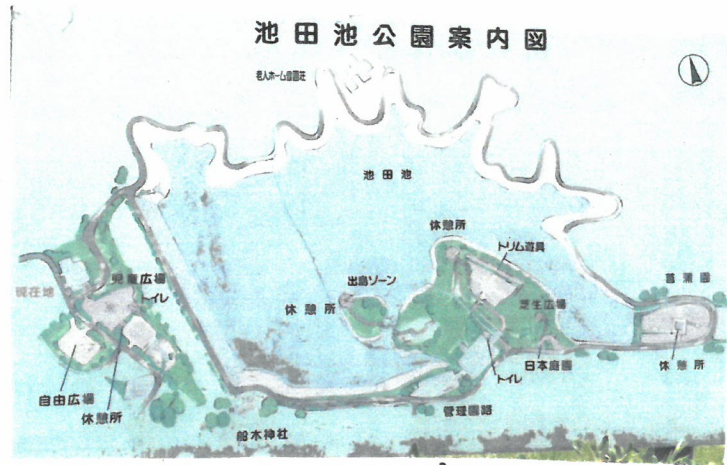 池田池公園案内図
老人ホーム豊園荘
池田池
休憩所
トリム遊具
菖蒲園
現在地
児童広場
トイレ
出島ゾーン
休憩所
芝生広場
自由広場
休憩所
トイレ
日本庭園
休憩所
管理園路
船木神社